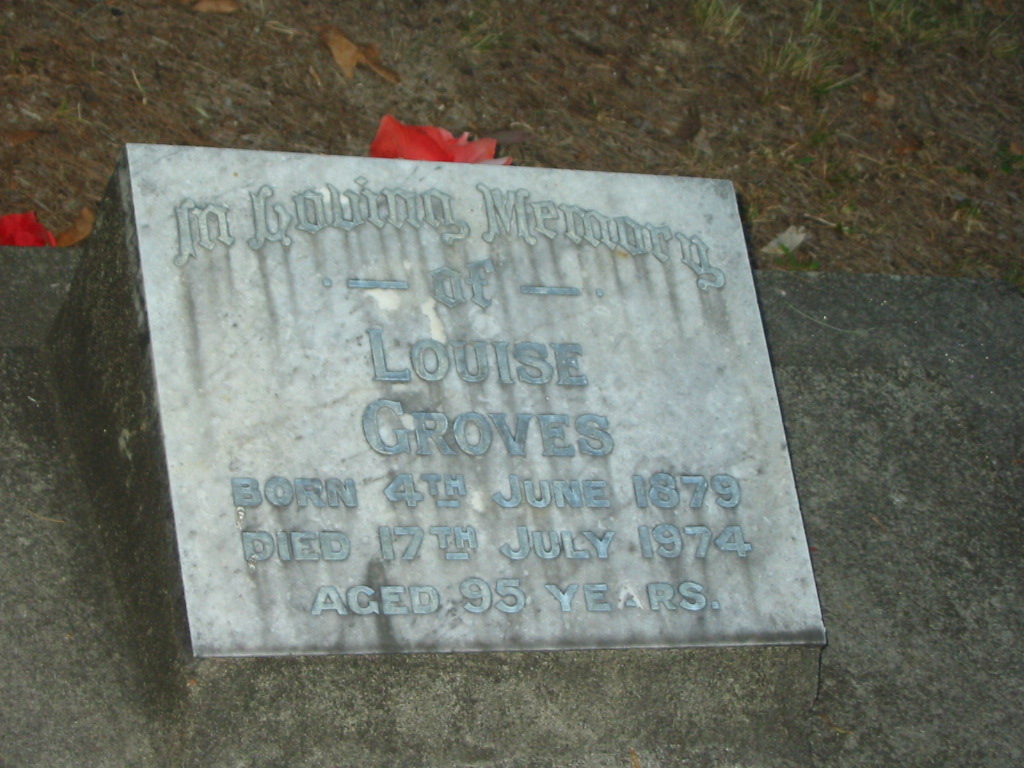 In Loving Memory
· — of — ·
LOUISE
GROVES
BORN 4TH JUNE 1879
DIED 17TH JULY 1974
AGED 95 YEARS.